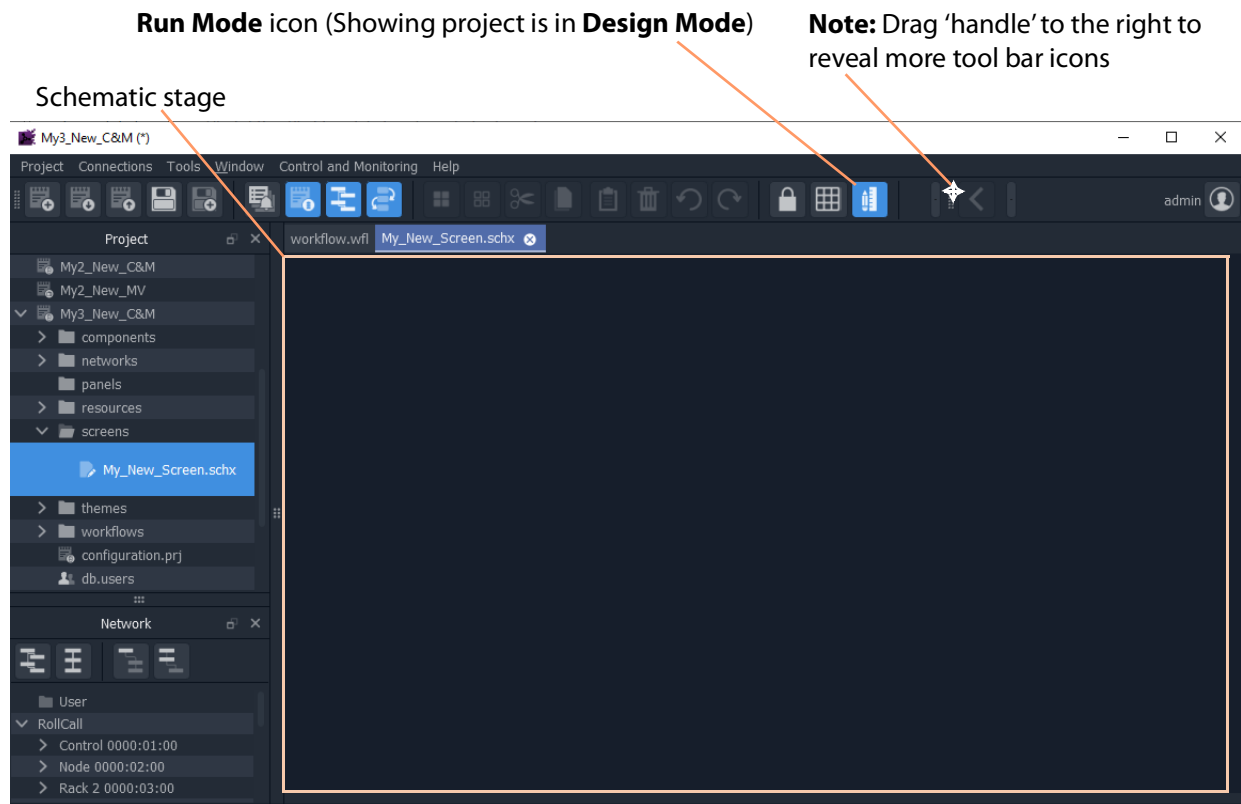 Run Mode icon (Showing project is in Design Mode)
Note: Drag ‘handle’ to the right to
reveal more tool bar icons
Schematic stage
My3_New_C&M (*)
Project Connections Tools Window Control and Monitoring Help
admin
Project
workflow.wfl My_New_Screen.schx
My2_New_C&M
My2_New_MV
My3_New_C&M
components
networks
panels
resources
screens
My_New_Screen.schx
themes
workflows
configuration.prj
db.users
Network
User
RollCall
Control 0000:01:00
Node 0000:02:00
Rack 2 0000:03:00